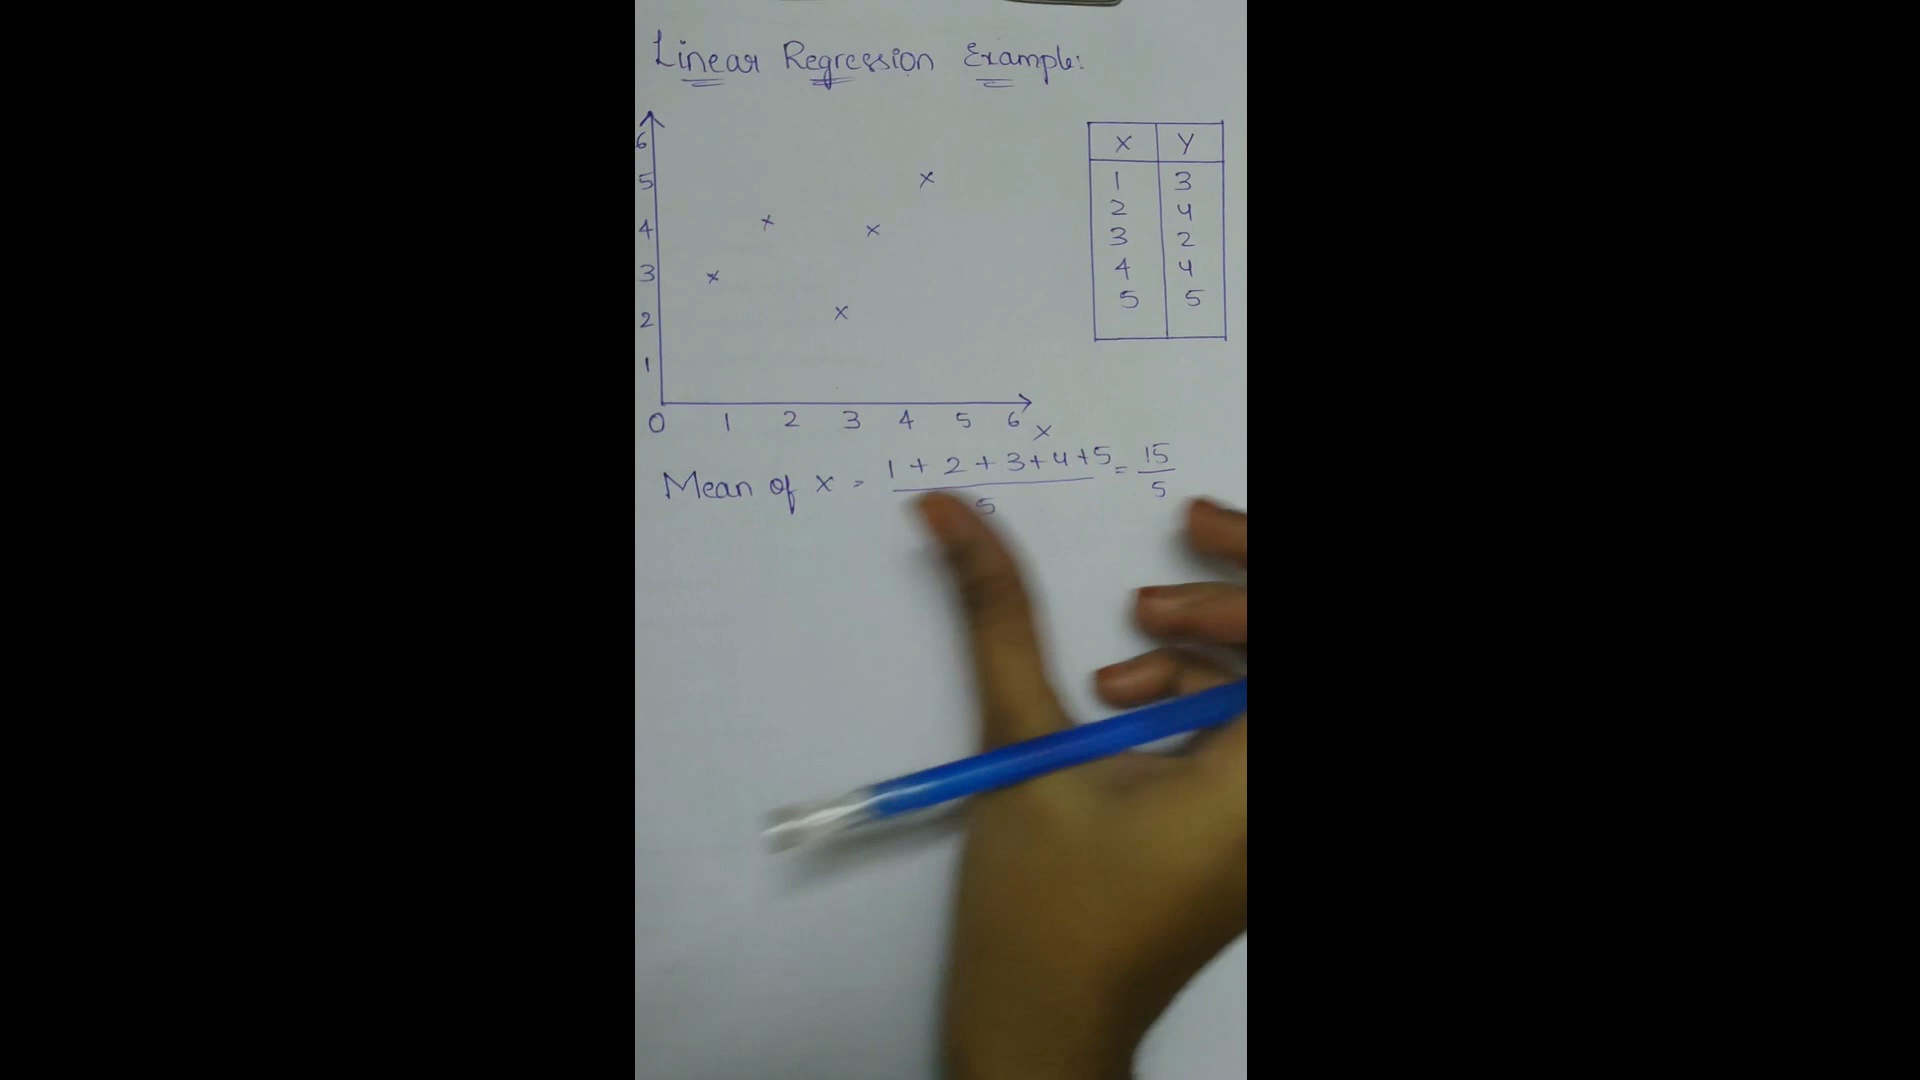 Linear Regression Example:
6
5
4
3
2
1
0 1 2 3 4 5 6 X
X Y
1 3
2 4
3 2
4 4
5 5
Mean of X = 1 + 2 + 3 + 4 + 5 / 5 = 15 / 5